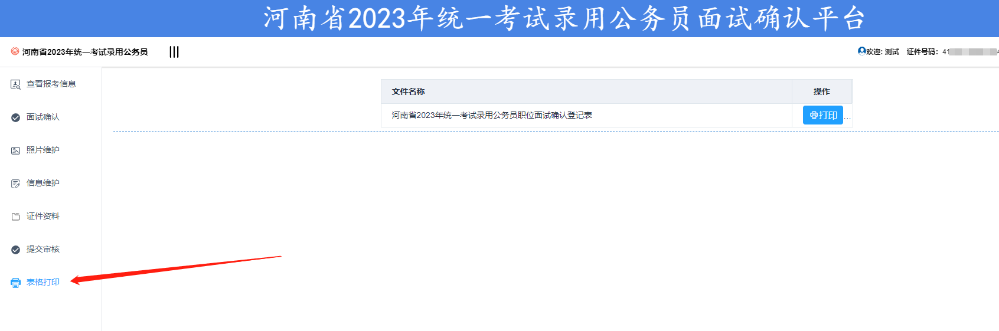 河南省2023年统一考试录用公务员面试确认平台
河南省2023年统一考试录用公务员
欢迎: 测试 证件号码: 41
查看报考信息
面试确认
照片维护
信息维护
证件资料
提交审核
表格打印
文件名称 操作
河南省2023年统一考试录用公务员职位面试确认登记表 打印 ...